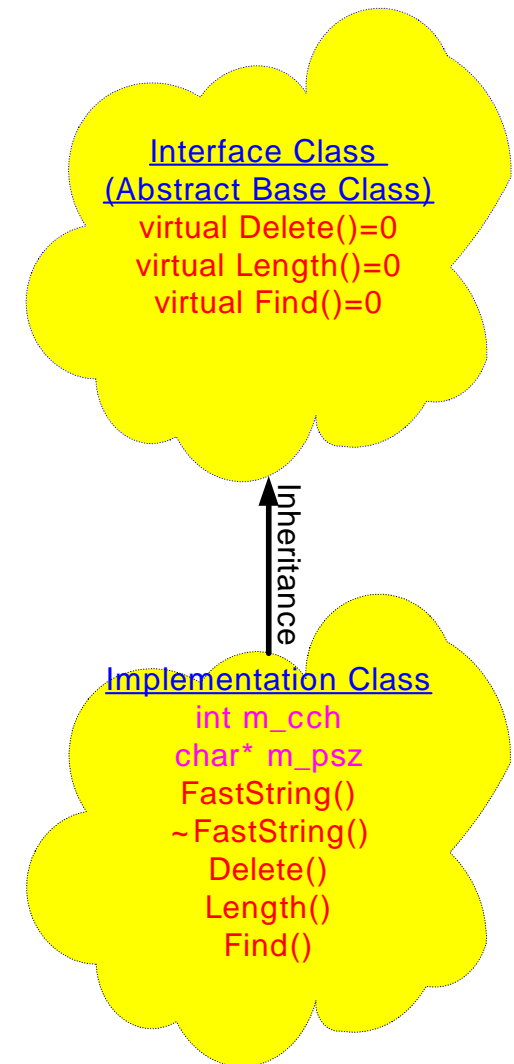 Interface Class
(Abstract Base Class)
virtual Delete()=0
virtual Length()=0
virtual Find()=0
Inheritance
Implementation Class
int m_cch
char* m_psz
FastString()
~FastString()
Delete()
Length()
Find()